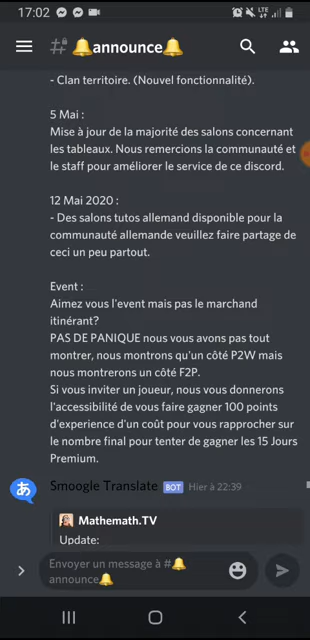 17:02
LTE
#🔔announce🔔
- Clan territoire. (Nouvel fonctionnalité).
5 Mai :
Mise à jour de la majorité des salons concernant
les tableaux. Nous remercions la communauté et
le staff pour améliorer le service de ce discord.
12 Mai 2020 :
- Des salons tutos allemand disponible pour la
communauté allemande veuillez faire partage de
ceci un peu partout.
Event :
Aimez vous l'event mais pas le marchand
itinérant?
PAS DE PANIQUE nous vous avons pas tout
montrer, nous montrons qu'un côté P2W mais
nous montrerons un côté F2P.
Si vous inviter un joueur, nous vous donnerons
l'accessibilité de vous faire gagner 100 points
d'experience d'un coût pour vous rapprocher sur
le nombre final pour tenter de gagner les 15 Jours
Premium.
Smoogle Translate BOT Hier à 22:39
Mathemath.TV
Update:
Envoyer un message à #🔔
announce🔔